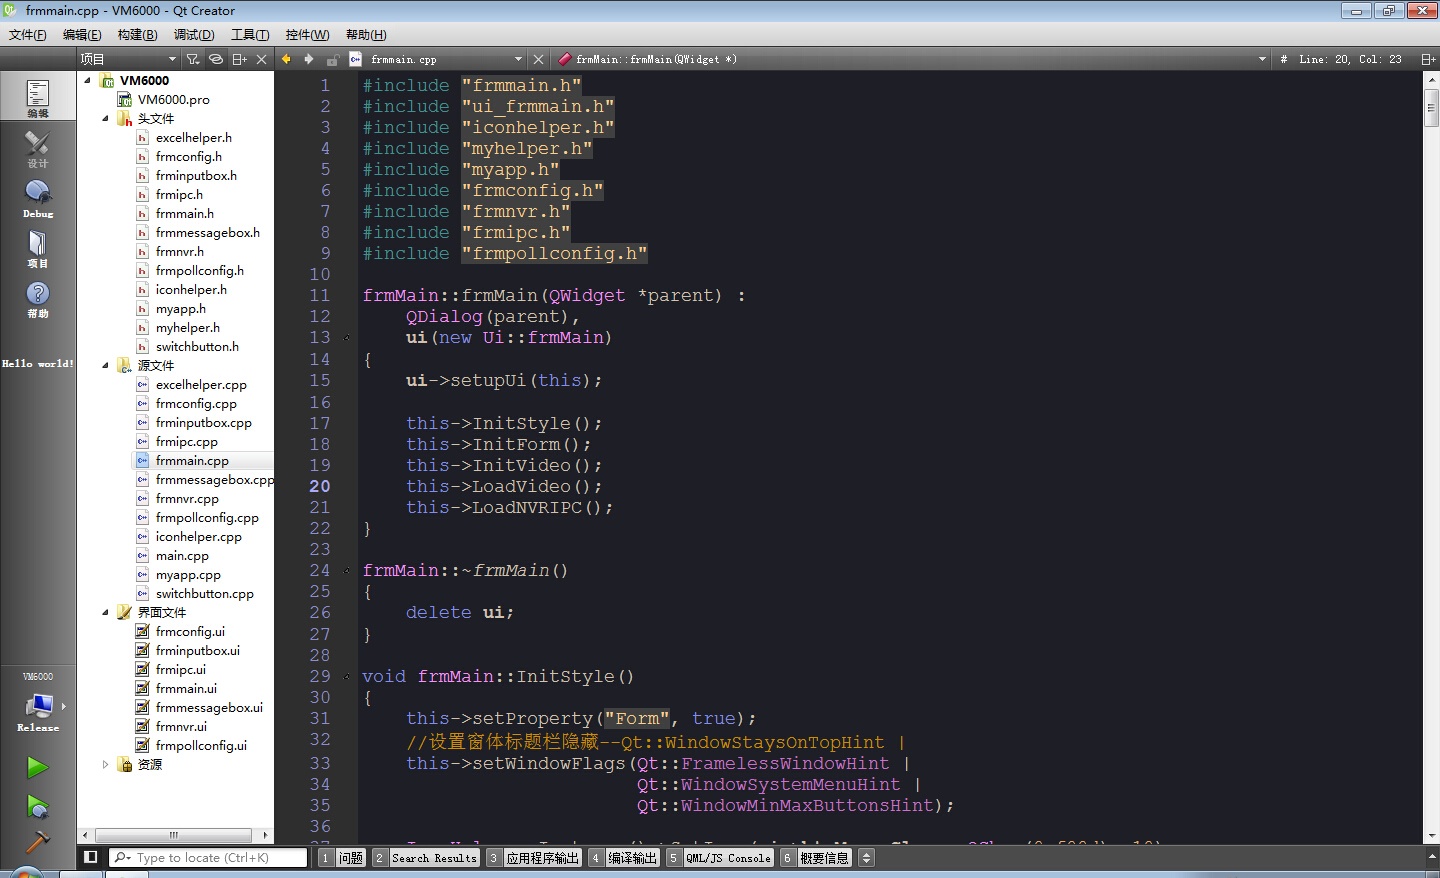 frmmain.cpp - VM6000 - Qt Creator
文件(F) 编辑(E) 构建(B) 调试(D) 工具(T) 控件(W) 帮助(H)
项目
frmmain.cpp
frmMain::frmMain(QWidget *)
# Line: 20, Col: 23
编辑
设计
Debug
项目
帮助
Hello world!
VM6000
Release
VM6000
VM6000.pro
头文件
excelhelper.h
frmconfig.h
frminputbox.h
frmipc.h
frmmain.h
frmmessagebox.h
frmnvr.h
frmpollconfig.h
iconhelper.h
myapp.h
myhelper.h
switchbutton.h
源文件
excelhelper.cpp
frmconfig.cpp
frminputbox.cpp
frmipc.cpp
frmmain.cpp
frmmessagebox.cpp
frmnvr.cpp
frmpollconfig.cpp
iconhelper.cpp
main.cpp
myapp.cpp
switchbutton.cpp
界面文件
frmconfig.ui
frminputbox.ui
frmipc.ui
frmmain.ui
frmmessagebox.ui
frmnvr.ui
frmpollconfig.ui
资源
1 #include "frmmain.h"
2 #include "ui_frmmain.h"
3 #include "iconhelper.h"
4 #include "myhelper.h"
5 #include "myapp.h"
6 #include "frmconfig.h"
7 #include "frmnvr.h"
8 #include "frmipc.h"
9 #include "frmpollconfig.h"
10
11 frmMain::frmMain(QWidget *parent) :
12 QDialog(parent),
13 ui(new Ui::frmMain)
14 {
15 ui->setupUi(this);
16
17 this->InitStyle();
18 this->InitForm();
19 this->InitVideo();
20 this->LoadVideo();
21 this->LoadNVRIPC();
22 }
23
24 frmMain::~frmMain()
25 {
26 delete ui;
27 }
28
29 void frmMain::InitStyle()
30 {
31 this->setProperty("Form", true);
32 //设置窗体标题栏隐藏--Qt::WindowStaysOnTopHint |
33 this->setWindowFlags(Qt::FramelessWindowHint |
34 Qt::WindowSystemMenuHint |
35 Qt::WindowMinMaxButtonsHint);
36
Type to locate (Ctrl+K)
1 问题 2 Search Results 3 应用程序输出 4 编译输出 5 QML/JS Console 6 概要信息